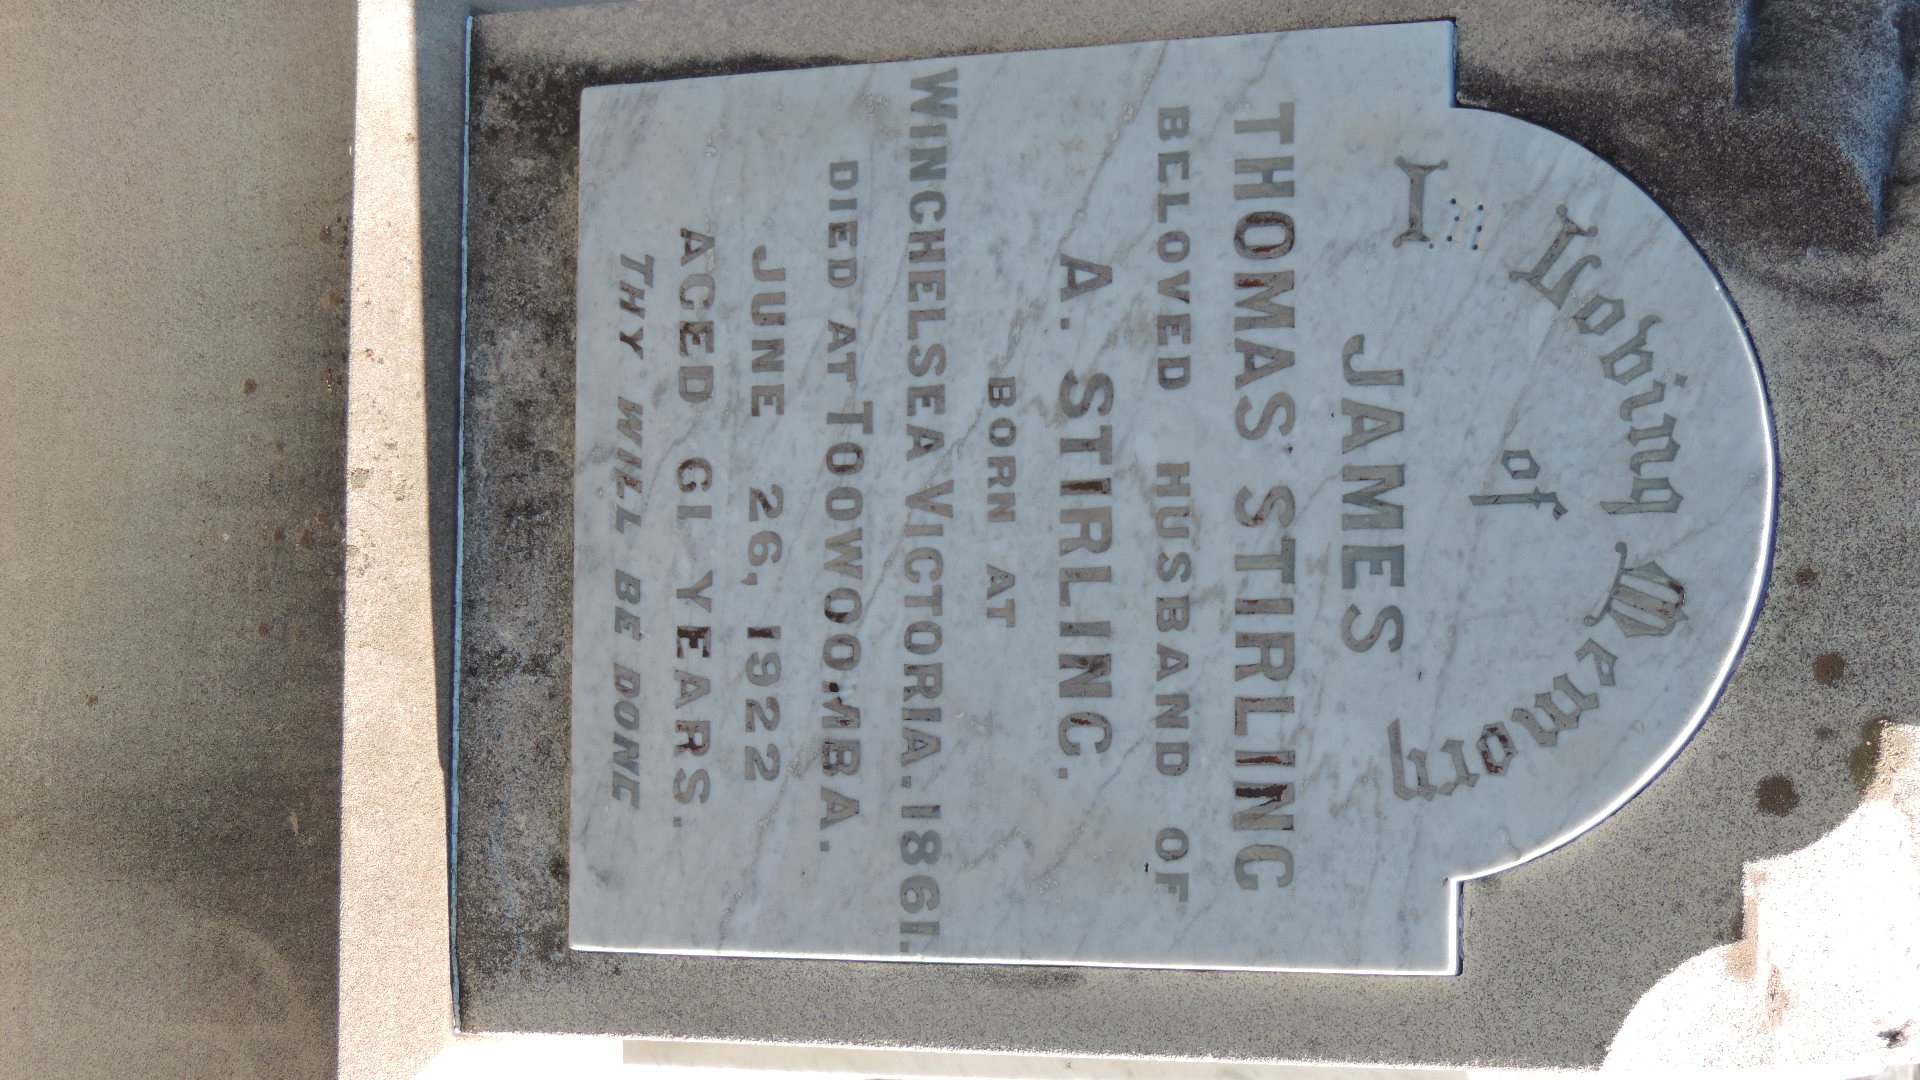 In Loving Memory
of
JAMES
THOMAS STIRLING
BELOVED HUSBAND OF
A. STIRLING.
BORN AT
WINCHELSEA VICTORIA. 1861.
DIED AT TOOWOOMBA.
JUNE 26, 1922
AGED 61 YEARS.
THY WILL BE DONE